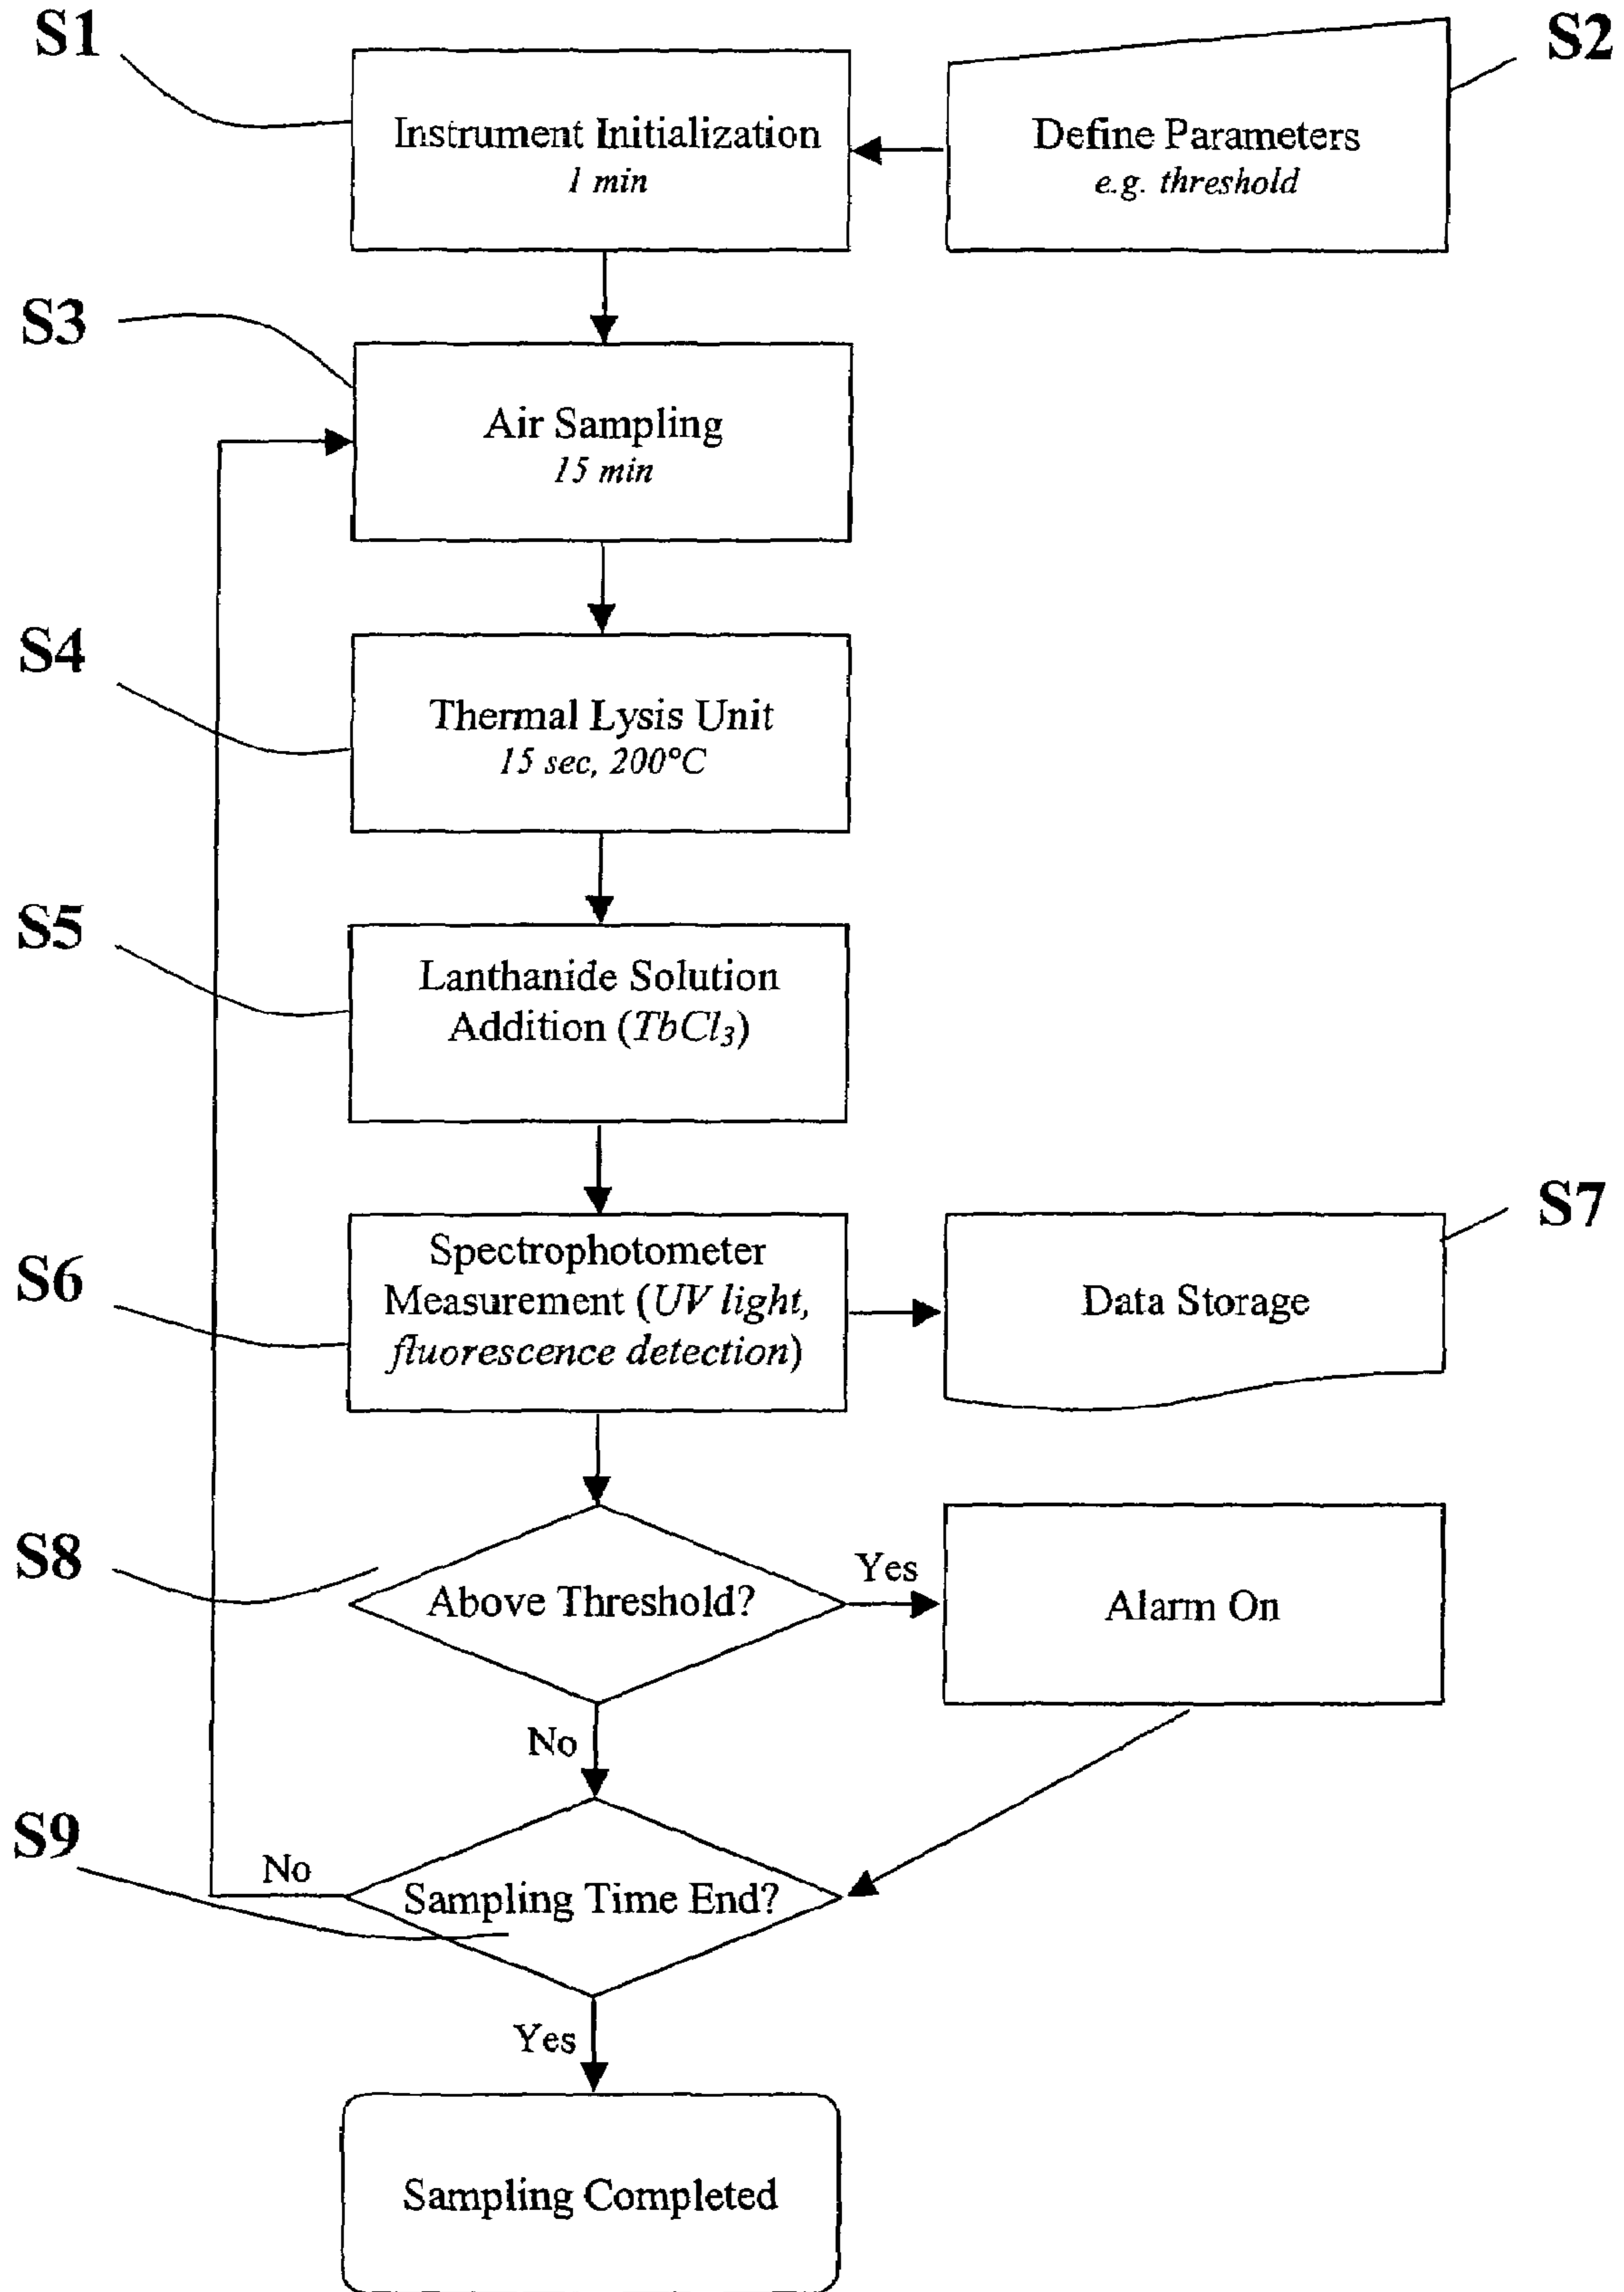 S1
Instrument Initialization
1 min
Define Parameters
e.g. threshold
S2
S3
Air Sampling
15 min
S4
Thermal Lysis Unit
15 sec, 200°C
S5
Lanthanide Solution
Addition (TbCl₃)
S6
Spectrophotometer
Measurement (UV light,
fluorescence detection)
Data Storage
S7
S8
Above Threshold?
Yes
Alarm On
No
S9
No
Sampling Time End?
Yes
Sampling Completed